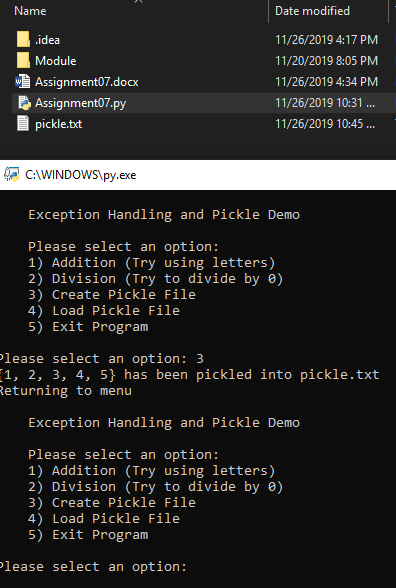 Name Date modified
.idea 11/26/2019 4:17 PM
Module 11/20/2019 8:05 PM
Assignment07.docx 11/26/2019 4:34 PM
Assignment07.py 11/26/2019 10:31 ...
pickle.txt 11/26/2019 10:45 ...
C:\WINDOWS\py.exe
Exception Handling and Pickle Demo
Please select an option:
1) Addition (Try using letters)
2) Division (Try to divide by 0)
3) Create Pickle File
4) Load Pickle File
5) Exit Program
Please select an option: 3
{1, 2, 3, 4, 5} has been pickled into pickle.txt
Returning to menu
Exception Handling and Pickle Demo
Please select an option:
1) Addition (Try using letters)
2) Division (Try to divide by 0)
3) Create Pickle File
4) Load Pickle File
5) Exit Program
Please select an option: